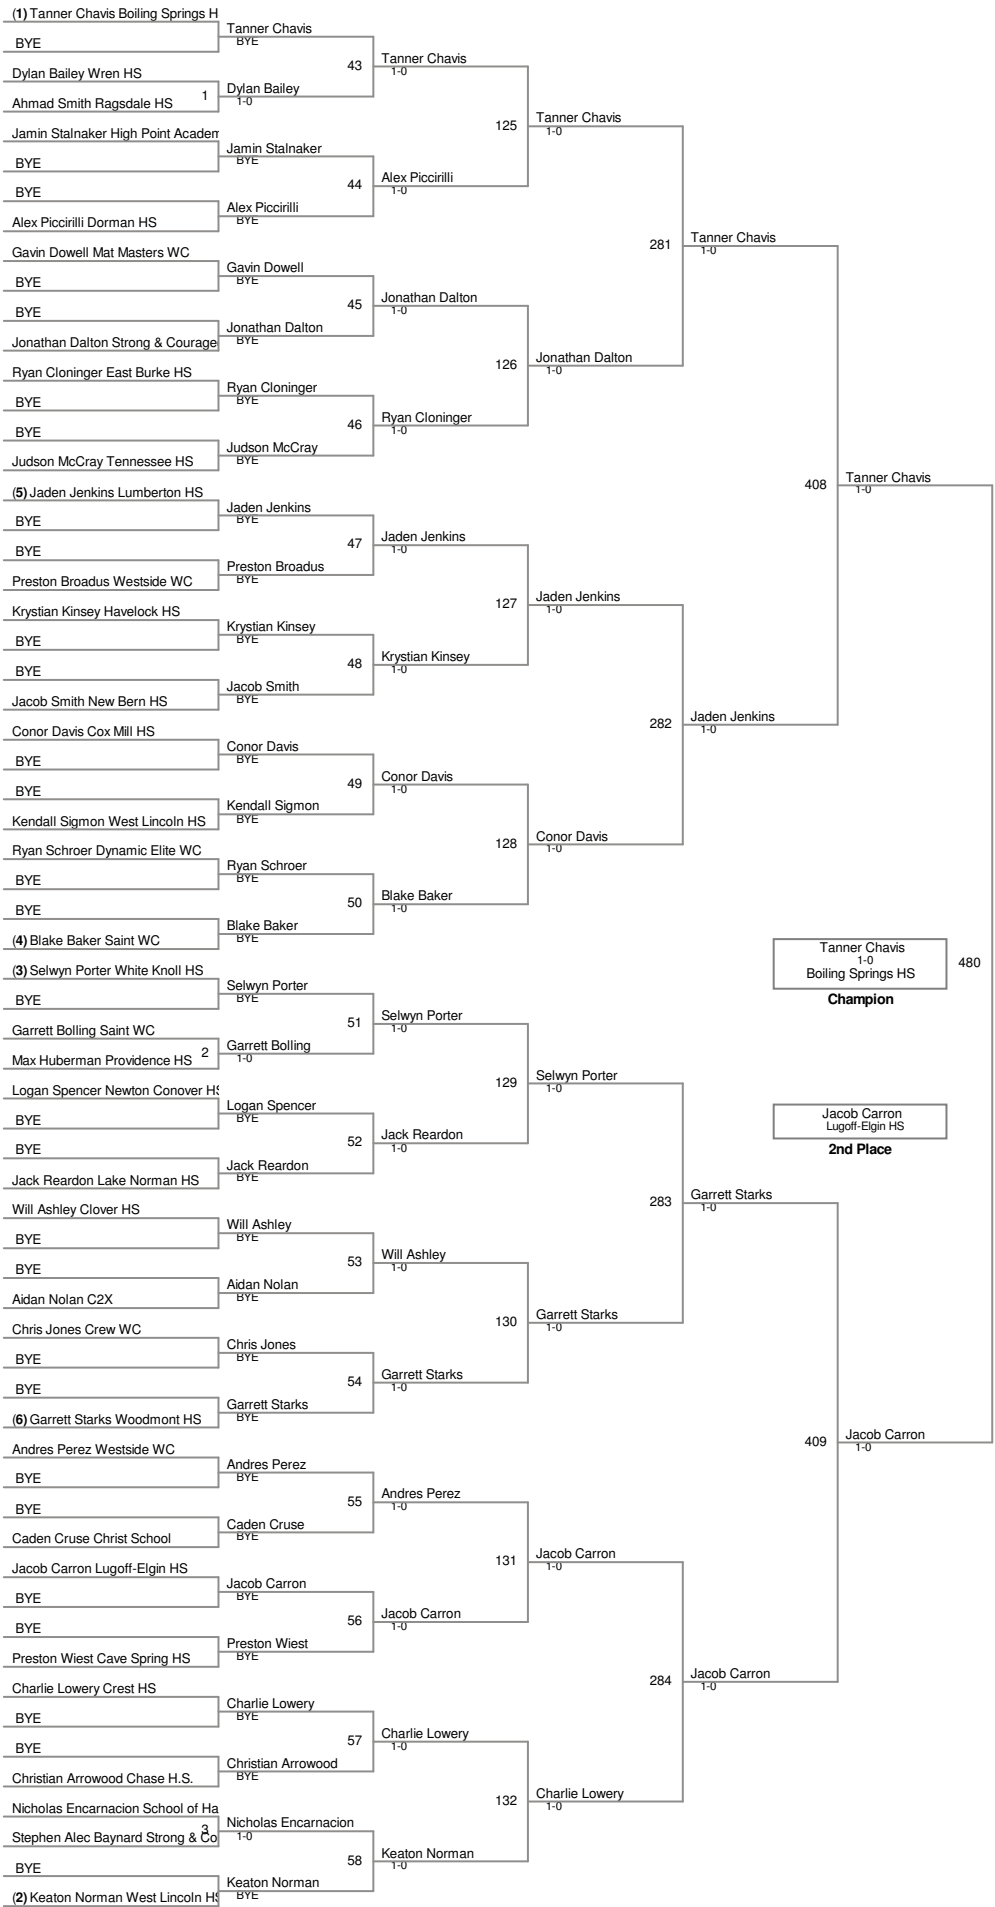 (1) Tanner Chavis Boiling Springs H
BYE
Dylan Bailey Wren HS
1
Ahmad Smith Ragsdale HS
Jamin Stalnaker High Point Academ
BYE
BYE
Alex Piccirilli Dorman HS
Gavin Dowell Mat Masters WC
BYE
BYE
Jonathan Dalton Strong & Courage
Ryan Cloninger East Burke HS
BYE
BYE
Judson McCray Tennessee HS
(5) Jaden Jenkins Lumberton HS
BYE
BYE
Preston Broadus Westside WC
Krystian Kinsey Havelock HS
BYE
BYE
Jacob Smith New Bern HS
Conor Davis Cox Mill HS
BYE
BYE
Kendall Sigmon West Lincoln HS
Ryan Schroer Dynamic Elite WC
BYE
BYE
(4) Blake Baker Saint WC
(3) Selwyn Porter White Knoll HS
BYE
Garrett Bolling Saint WC
2
Max Huberman Providence HS
Logan Spencer Newton Conover HS
BYE
BYE
Jack Reardon Lake Norman HS
Will Ashley Clover HS
BYE
BYE
Aidan Nolan C2X
Chris Jones Crew WC
BYE
BYE
(6) Garrett Starks Woodmont HS
Andres Perez Westside WC
BYE
BYE
Caden Cruse Christ School
Jacob Carron Lugoff-Elgin HS
BYE
BYE
Preston Wiest Cave Spring HS
Charlie Lowery Crest HS
BYE
BYE
Christian Arrowood Chase H.S.
Nicholas Encarnacion School of Ha
3
Stephen Alec Baynard Strong & Co
BYE
(2) Keaton Norman West Lincoln HS
Tanner Chavis
BYE
43
Dylan Bailey
1-0
Jamin Stalnaker
BYE
44
Alex Piccirilli
BYE
Gavin Dowell
BYE
45
Jonathan Dalton
BYE
Ryan Cloninger
BYE
46
Judson McCray
BYE
Jaden Jenkins
BYE
47
Preston Broadus
BYE
Krystian Kinsey
BYE
48
Jacob Smith
BYE
Conor Davis
BYE
49
Kendall Sigmon
BYE
Ryan Schroer
BYE
50
Blake Baker
BYE
Selwyn Porter
BYE
51
Garrett Bolling
1-0
Logan Spencer
BYE
52
Jack Reardon
BYE
Will Ashley
BYE
53
Aidan Nolan
BYE
Chris Jones
BYE
54
Garrett Starks
BYE
Andres Perez
BYE
55
Caden Cruse
BYE
Jacob Carron
BYE
56
Preston Wiest
BYE
Charlie Lowery
BYE
57
Christian Arrowood
BYE
Nicholas Encarnacion
1-0
58
Keaton Norman
BYE
Tanner Chavis
1-0
125
Alex Piccirilli
1-0
Jonathan Dalton
1-0
126
Ryan Cloninger
1-0
Jaden Jenkins
1-0
127
Krystian Kinsey
1-0
Conor Davis
1-0
128
Blake Baker
1-0
Selwyn Porter
1-0
129
Jack Reardon
1-0
Will Ashley
1-0
130
Garrett Starks
1-0
Andres Perez
1-0
131
Jacob Carron
1-0
Charlie Lowery
1-0
132
Keaton Norman
1-0
Tanner Chavis
1-0
281
Jonathan Dalton
1-0
Jaden Jenkins
1-0
282
Conor Davis
1-0
Selwyn Porter
1-0
283
Garrett Starks
1-0
Jacob Carron
1-0
284
Charlie Lowery
1-0
Tanner Chavis
1-0
408
Jaden Jenkins
1-0
Garrett Starks
1-0
409
Jacob Carron
1-0
Tanner Chavis
1-0
480
Jacob Carron
1-0
Tanner Chavis
1-0
Boiling Springs HS
Champion
Jacob Carron
Lugoff-Elgin HS
2nd Place